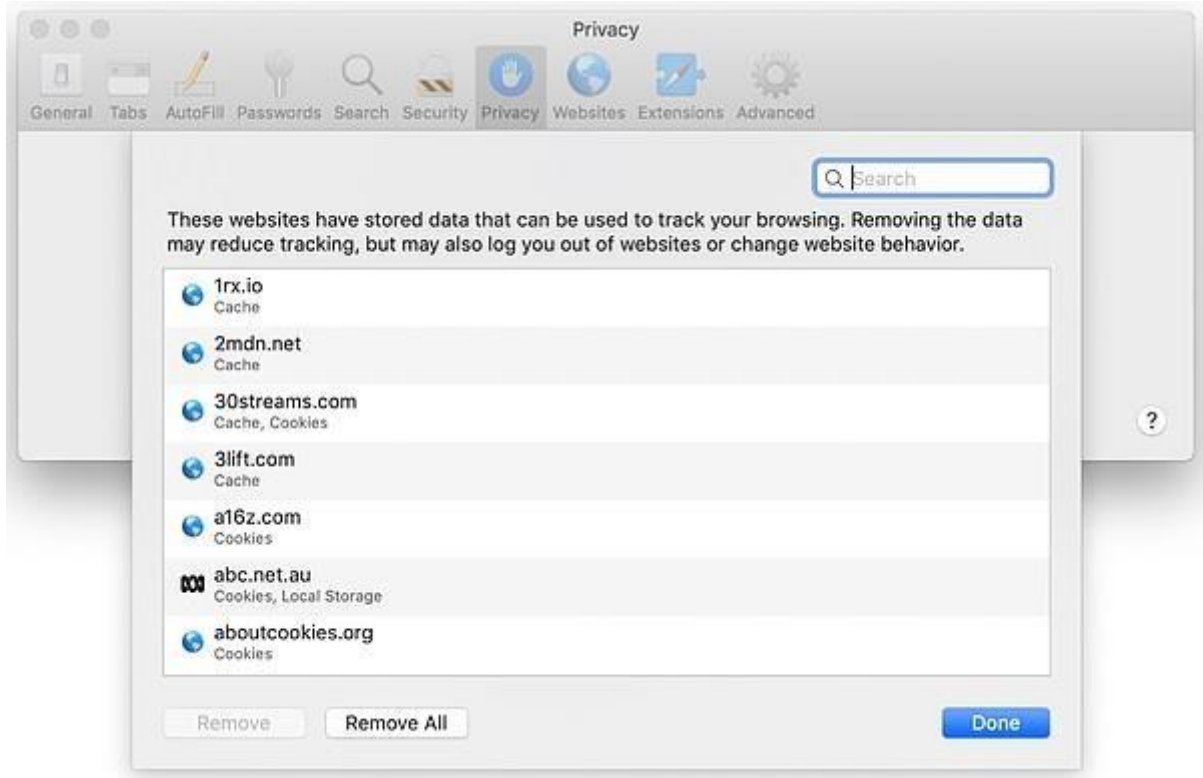 Privacy
General Tabs AutoFill Passwords Search Security Privacy Websites Extensions Advanced
Search
These websites have stored data that can be used to track your browsing. Removing the data
may reduce tracking, but may also log you out of websites or change website behavior.
1rx.io
Cache
2mdn.net
Cache
30streams.com
Cache, Cookies
?
3lift.com
Cache
a16z.com
Cookies
abc.net.au
Cookies, Local Storage
aboutcookies.org
Cookies
Remove Remove All Done